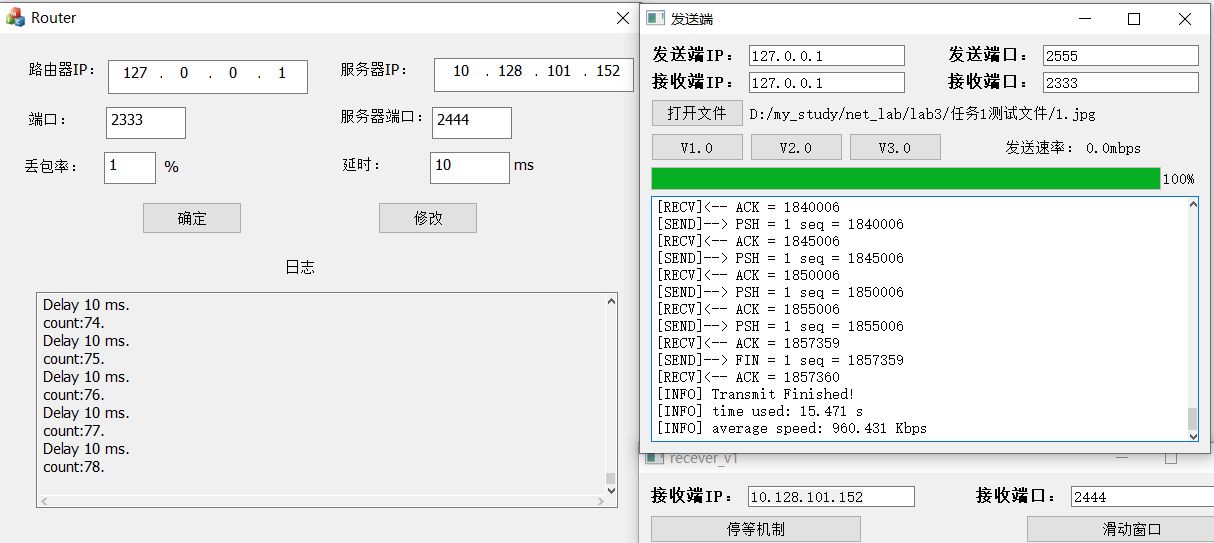 Router
路由器IP： 127 . 0 . 0 . 1 服务器IP： 10 . 128 . 101 . 152
端口： 2333 服务器端口： 2444
丢包率： 1 % 延时： 10 ms
确定 修改
日志
Delay 10 ms.
count:74.
Delay 10 ms.
count:75.
Delay 10 ms.
count:76.
Delay 10 ms.
count:77.
Delay 10 ms.
count:78.
发送端
发送端IP： 127.0.0.1 发送端口： 2555
接收端IP： 127.0.0.1 接收端口： 2333
打开文件 D:/my_study/net_lab/lab3/任务1测试文件/1.jpg
V1.0 V2.0 V3.0 发送速率： 0.0mbps
100%
[RECV]<-- ACK = 1840006
[SEND]--> PSH = 1 seq = 1840006
[RECV]<-- ACK = 1845006
[SEND]--> PSH = 1 seq = 1845006
[RECV]<-- ACK = 1850006
[SEND]--> PSH = 1 seq = 1850006
[RECV]<-- ACK = 1855006
[SEND]--> PSH = 1 seq = 1855006
[RECV]<-- ACK = 1857359
[SEND]--> FIN = 1 seq = 1857359
[RECV]<-- ACK = 1857360
[INFO] Transmit Finished!
[INFO] time used: 15.471 s
[INFO] average speed: 960.431 Kbps
recever_v1
接收端IP： 10.128.101.152 接收端口： 2444
停等机制 滑动窗口